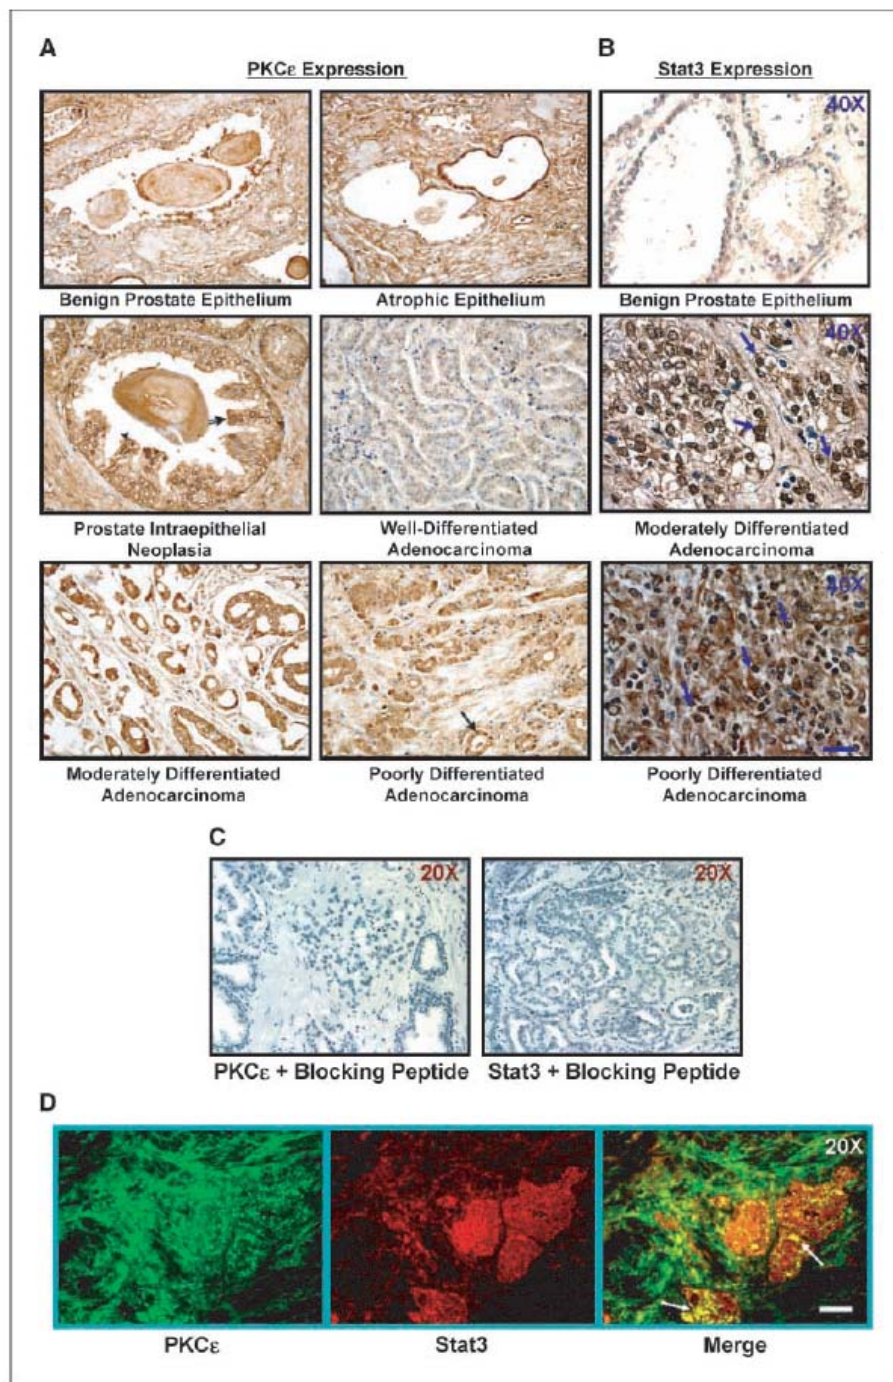 A
B
PKCε Expression
Stat3 Expression
40X
Benign Prostate Epithelium
Atrophic Epithelium
Benign Prostate Epithelium
40X
Prostate Intraepithelial
Neoplasia
Well-Differentiated
Adenocarcinoma
Moderately Differentiated
Adenocarcinoma
40X
Moderately Differentiated
Adenocarcinoma
Poorly Differentiated
Adenocarcinoma
Poorly Differentiated
Adenocarcinoma
C
20X
20X
PKCε + Blocking Peptide
Stat3 + Blocking Peptide
D
20X
PKCε
Stat3
Merge